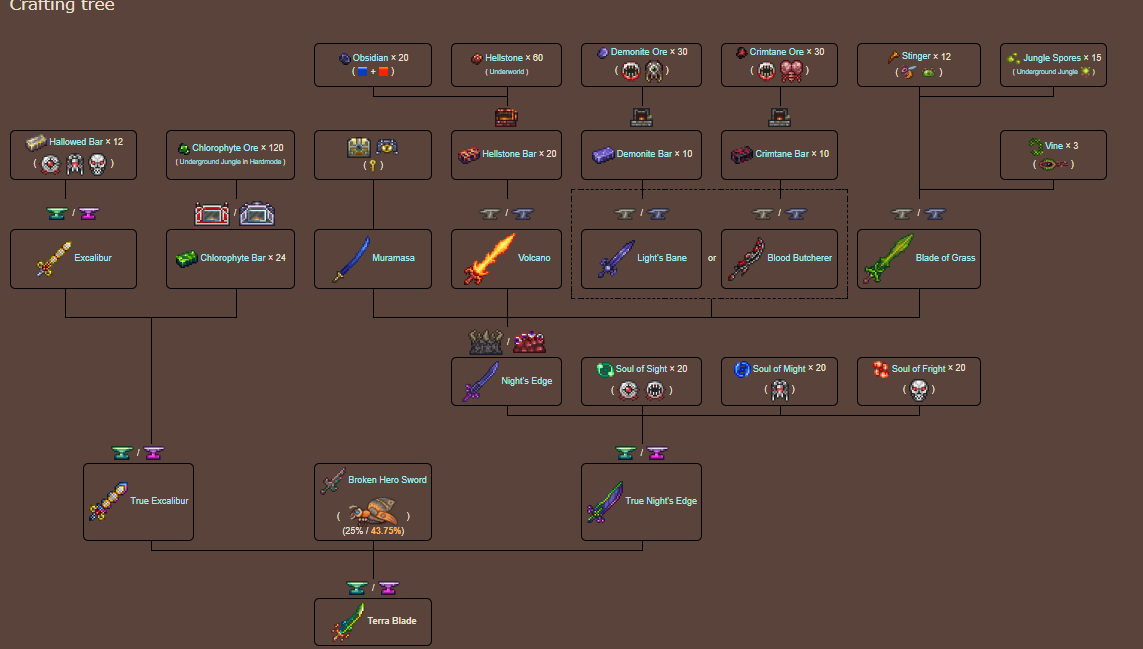 Crafting tree
Obsidian × 20
( + )
Hellstone × 60
( Underworld )
Demonite Ore × 30
( )
Crimtane Ore × 30
( )
Stinger × 12
( )
Jungle Spores × 15
( Underground Jungle )
Hallowed Bar × 12
( )
Chlorophyte Ore × 120
( Underground Jungle in Hardmode )
( )
Hellstone Bar × 20
Demonite Bar × 10
Crimtane Bar × 10
Vine × 3
( )
/
/
/
/
/
/
Excalibur
Chlorophyte Bar × 24
Muramasa
Volcano
Light's Bane
or
Blood Butcherer
Blade of Grass
/
Night's Edge
Soul of Sight × 20
( )
Soul of Might × 20
( )
Soul of Fright × 20
( )
/
/
True Excalibur
Broken Hero Sword
( )
(25% / 43.75%)
True Night's Edge
/
Terra Blade